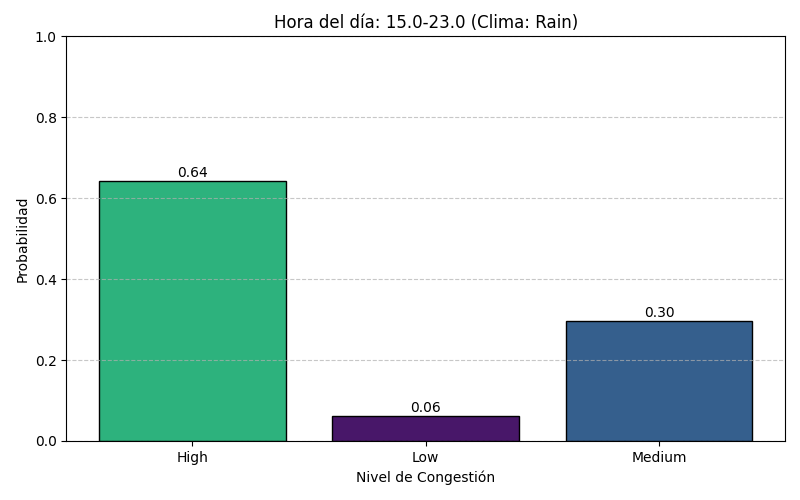 Hora del día: 15.0-23.0 (Clima: Rain)
1.0
0.8
0.6
0.4
0.2
0.0
Probabilidad
0.64
0.06
0.30
High Low Medium
Nivel de Congestión